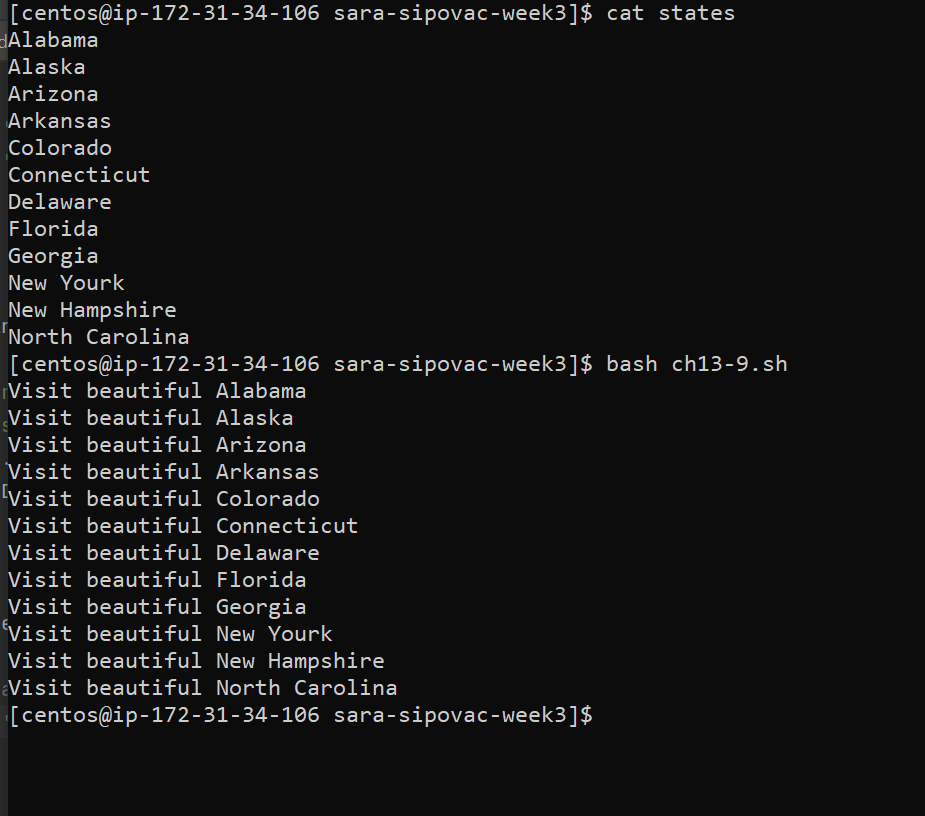 [centos@ip-172-31-34-106 sara-sipovac-week3]$ cat states
Alabama
Alaska
Arizona
Arkansas
Colorado
Connecticut
Delaware
Florida
Georgia
New Yourk
New Hampshire
North Carolina
[centos@ip-172-31-34-106 sara-sipovac-week3]$ bash ch13-9.sh
Visit beautiful Alabama
Visit beautiful Alaska
Visit beautiful Arizona
Visit beautiful Arkansas
Visit beautiful Colorado
Visit beautiful Connecticut
Visit beautiful Delaware
Visit beautiful Florida
Visit beautiful Georgia
Visit beautiful New Yourk
Visit beautiful New Hampshire
Visit beautiful North Carolina
[centos@ip-172-31-34-106 sara-sipovac-week3]$